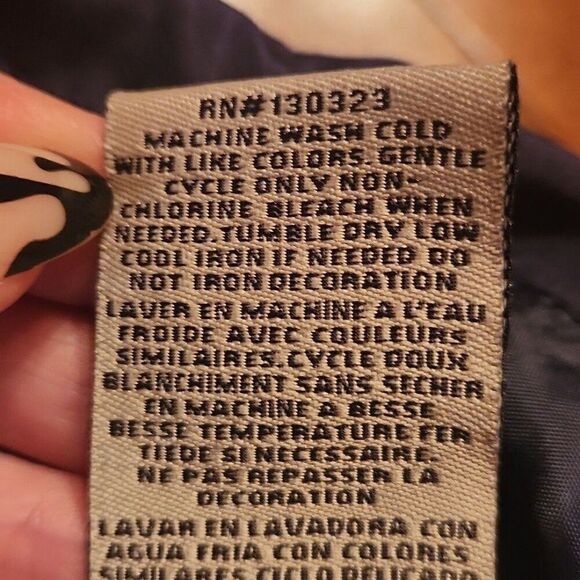 RN#130323
MACHINE WASH COLD
WITH LIKE COLORS. GENTLE
CYCLE ONLY NON-
CHLORINE BLEACH WHEN
NEEDED. TUMBLE DRY LOW
COOL IRON IF NEEDED DO
NOT IRON DECORATION
LAVER EN MACHINE A L'EAU
FROIDE AVEC COULEURS
SIMILAIRES. CYCLE DOUX
BLANCHIMENT SANS SECHER
EN MACHINE A BESSE
BESSE TEMPERATURE FER
TIEDE SI NECESSAIRE.
NE PAS REPASSER LA
DECORATION
LAVAR EN LAVADORA CON
AGUA FRIA CON COLORES
SIMILARES CICLO DELICADO